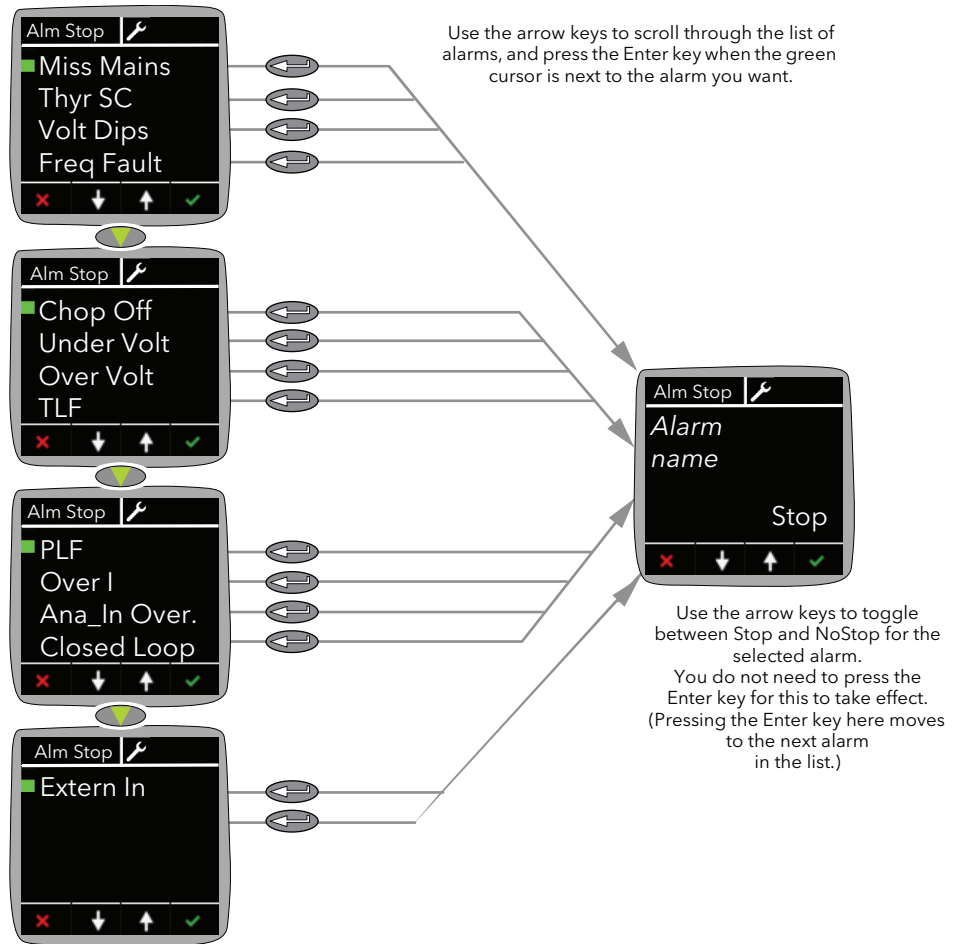 Alm Stop
Miss Mains
Thyr SC
Volt Dips
Freq Fault
Use the arrow keys to scroll through the list of
alarms, and press the Enter key when the green
cursor is next to the alarm you want.
Alm Stop
Chop Off
Under Volt
Over Volt
TLF
Alm Stop
Alarm
name
Stop
Use the arrow keys to toggle
between Stop and NoStop for the
selected alarm.
You do not need to press the
Enter key for this to take effect.
(Pressing the Enter key here moves
to the next alarm
in the list.)
Alm Stop
PLF
Over I
Ana_In Over.
Closed Loop
Alm Stop
Extern In